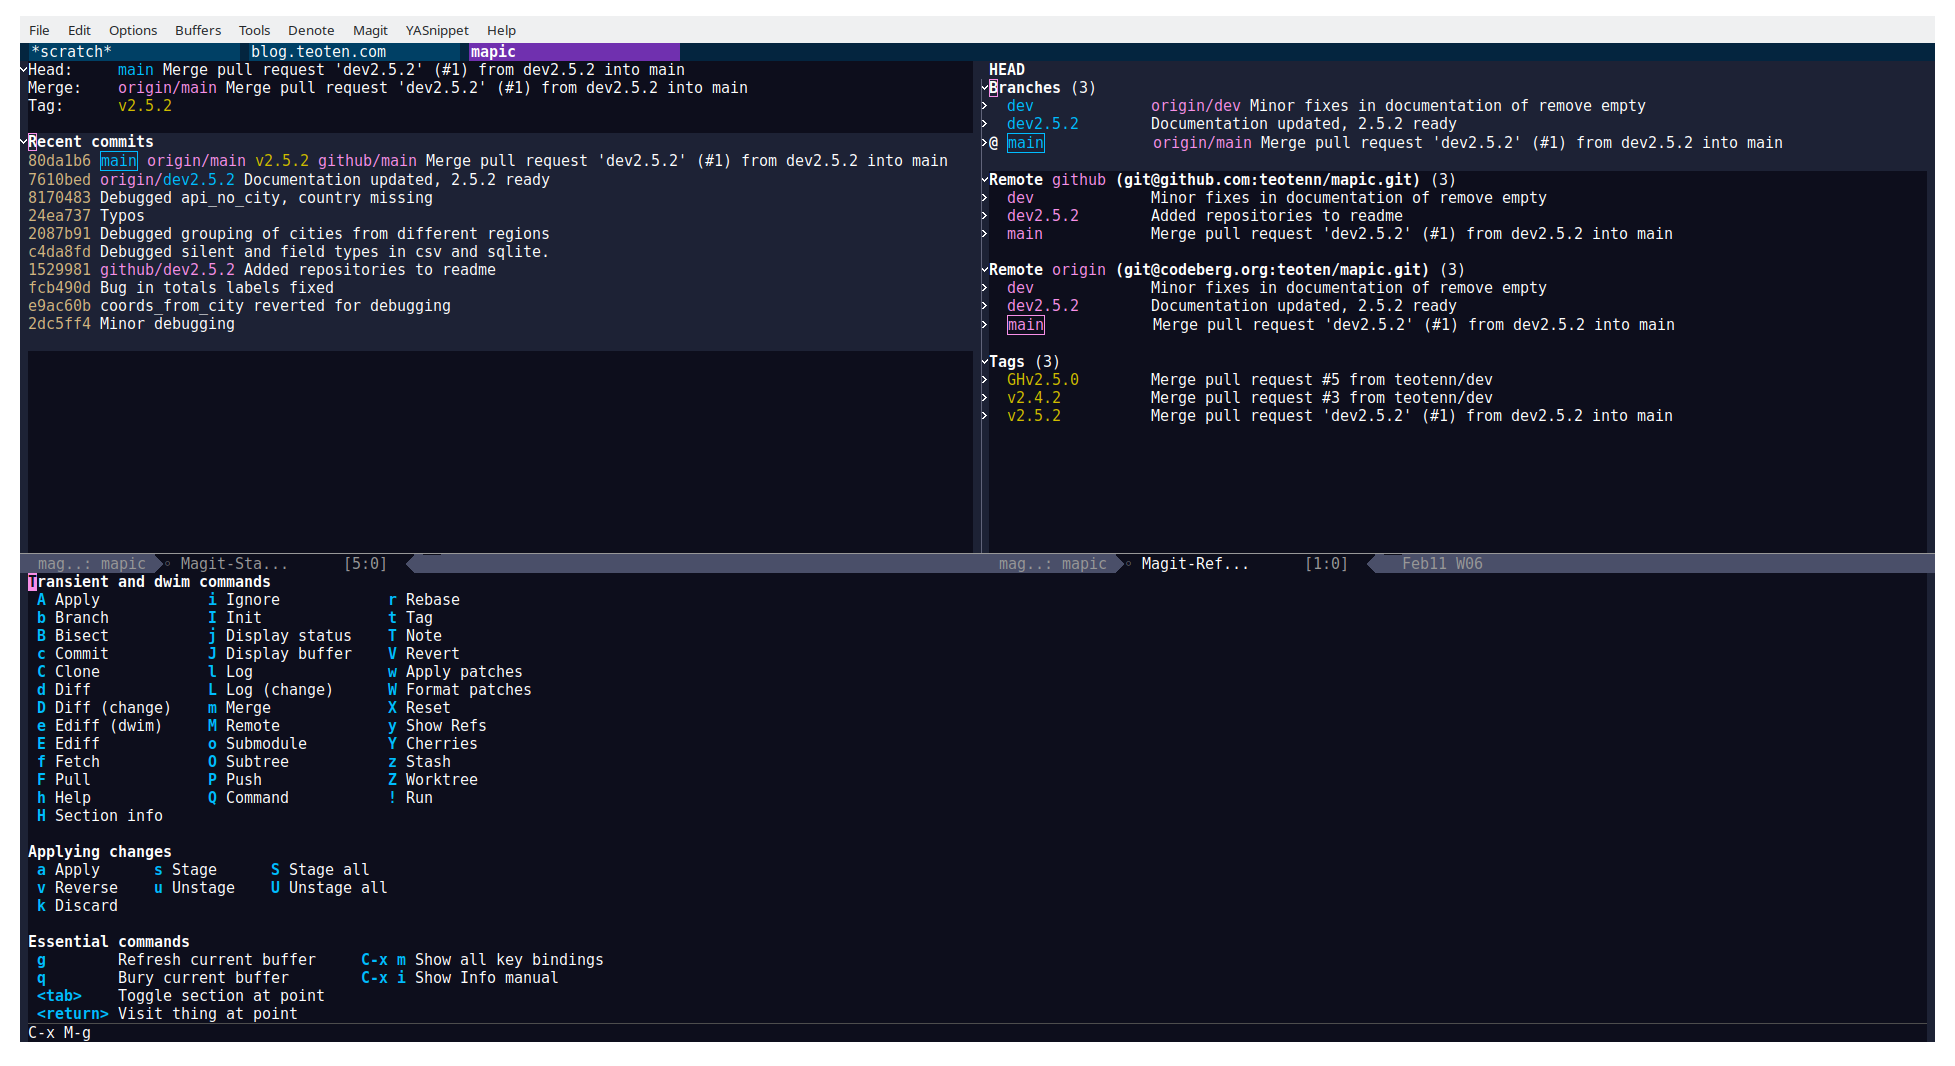 File Edit Options Buffers Tools Denote Magit YASnippet Help
*scratch* blog.teoten.com mapic
Head: main Merge pull request 'dev2.5.2' (#1) from dev2.5.2 into main
Merge: origin/main Merge pull request 'dev2.5.2' (#1) from dev2.5.2 into main
Tag: v2.5.2
Recent commits
80da1b6 main origin/main v2.5.2 github/main Merge pull request 'dev2.5.2' (#1) from dev2.5.2 into main
7610bed origin/dev2.5.2 Documentation updated, 2.5.2 ready
8170483 Debugged api_no_city, country missing
24ea737 Typos
2087b91 Debugged grouping of cities from different regions
c4da8fd Debugged silent and field types in csv and sqlite.
1529981 github/dev2.5.2 Added repositories to readme
fcb490d Bug in totals labels fixed
e9ac60b coords_from_city reverted for debugging
2dc5ff4 Minor debugging
mag..: mapic ◦ Magit-Sta... [5:0]
HEAD
Branches (3)
dev origin/dev Minor fixes in documentation of remove empty
dev2.5.2 Documentation updated, 2.5.2 ready
@ main origin/main Merge pull request 'dev2.5.2' (#1) from dev2.5.2 into main
Remote github (git@github.com:teotenn/mapic.git) (3)
dev Minor fixes in documentation of remove empty
dev2.5.2 Added repositories to readme
main Merge pull request 'dev2.5.2' (#1) from dev2.5.2 into main
Remote origin (git@codeberg.org:teoten/mapic.git) (3)
dev Minor fixes in documentation of remove empty
dev2.5.2 Documentation updated, 2.5.2 ready
main Merge pull request 'dev2.5.2' (#1) from dev2.5.2 into main
Tags (3)
GHv2.5.0 Merge pull request #5 from teotenn/dev
v2.4.2 Merge pull request #3 from teotenn/dev
v2.5.2 Merge pull request 'dev2.5.2' (#1) from dev2.5.2 into main
mag..: mapic ◦ Magit-Ref... [1:0] Feb11 W06
Transient and dwim commands
A Apply i Ignore r Rebase
b Branch I Init t Tag
B Bisect j Display status T Note
c Commit J Display buffer V Revert
C Clone l Log w Apply patches
d Diff L Log (change) W Format patches
D Diff (change) m Merge X Reset
e Ediff (dwim) M Remote y Show Refs
E Ediff o Submodule Y Cherries
f Fetch O Subtree z Stash
F Pull P Push Z Worktree
h Help Q Command ! Run
H Section info
Applying changes
a Apply s Stage S Stage all
v Reverse u Unstage U Unstage all
k Discard
Essential commands
g Refresh current buffer C-x m Show all key bindings
q Bury current buffer C-x i Show Info manual
<tab> Toggle section at point
<return> Visit thing at point
C-x M-g